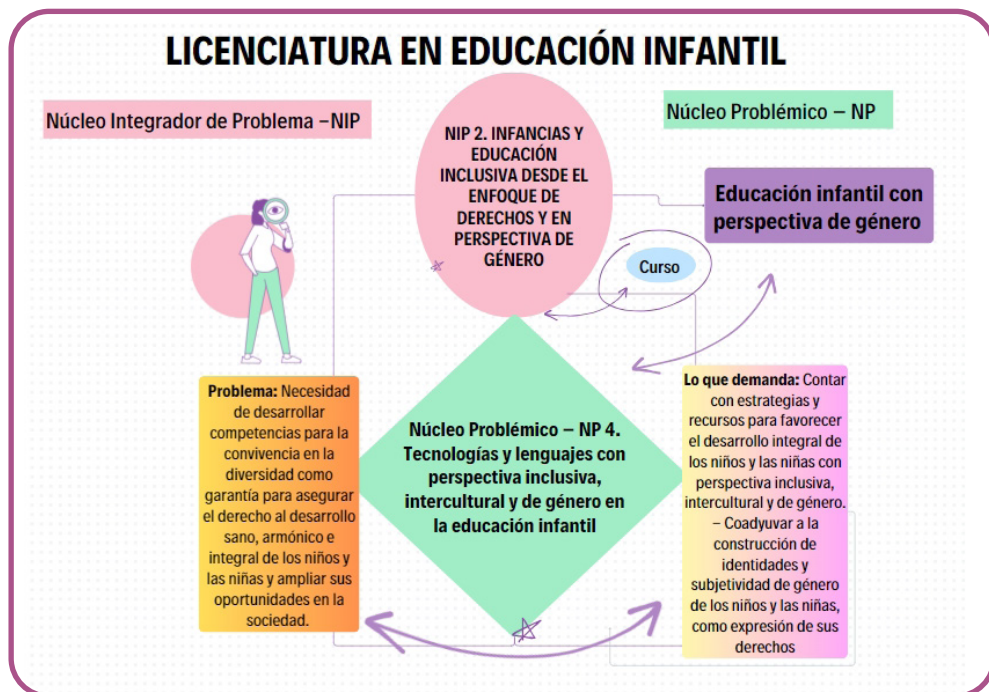 LICENCIATURA EN EDUCACIÓN INFANTIL
Núcleo Integrador de Problema –NIP
Núcleo Problémico – NP
NIP 2. INFANCIAS Y
EDUCACIÓN
INCLUSIVA DESDE EL
ENFOQUE DE
DERECHOS Y EN
PERSPECTIVA DE
GÉNERO
Educación infantil con
perspectiva de género
Curso
Problema: Necesidad
de desarrollar
competencias para la
convivencia en la
diversidad como
garantía para asegurar
el derecho al desarrollo
sano, armónico e
integral de los niños y
las niñas y ampliar sus
oportunidades en la
sociedad.
Núcleo Problémico – NP 4.
Tecnologías y lenguajes con
perspectiva inclusiva,
intercultural y de género en
la educación infantil
Lo que demanda: Contar
con estrategias y
recursos para favorecer
el desarrollo integral de
los niños y las niñas con
perspectiva inclusiva,
intercultural y de género.
– Coadyuvar a la
construcción de
identidades y
subjetividad de género
de los niños y las niñas,
como expresión de sus
derechos